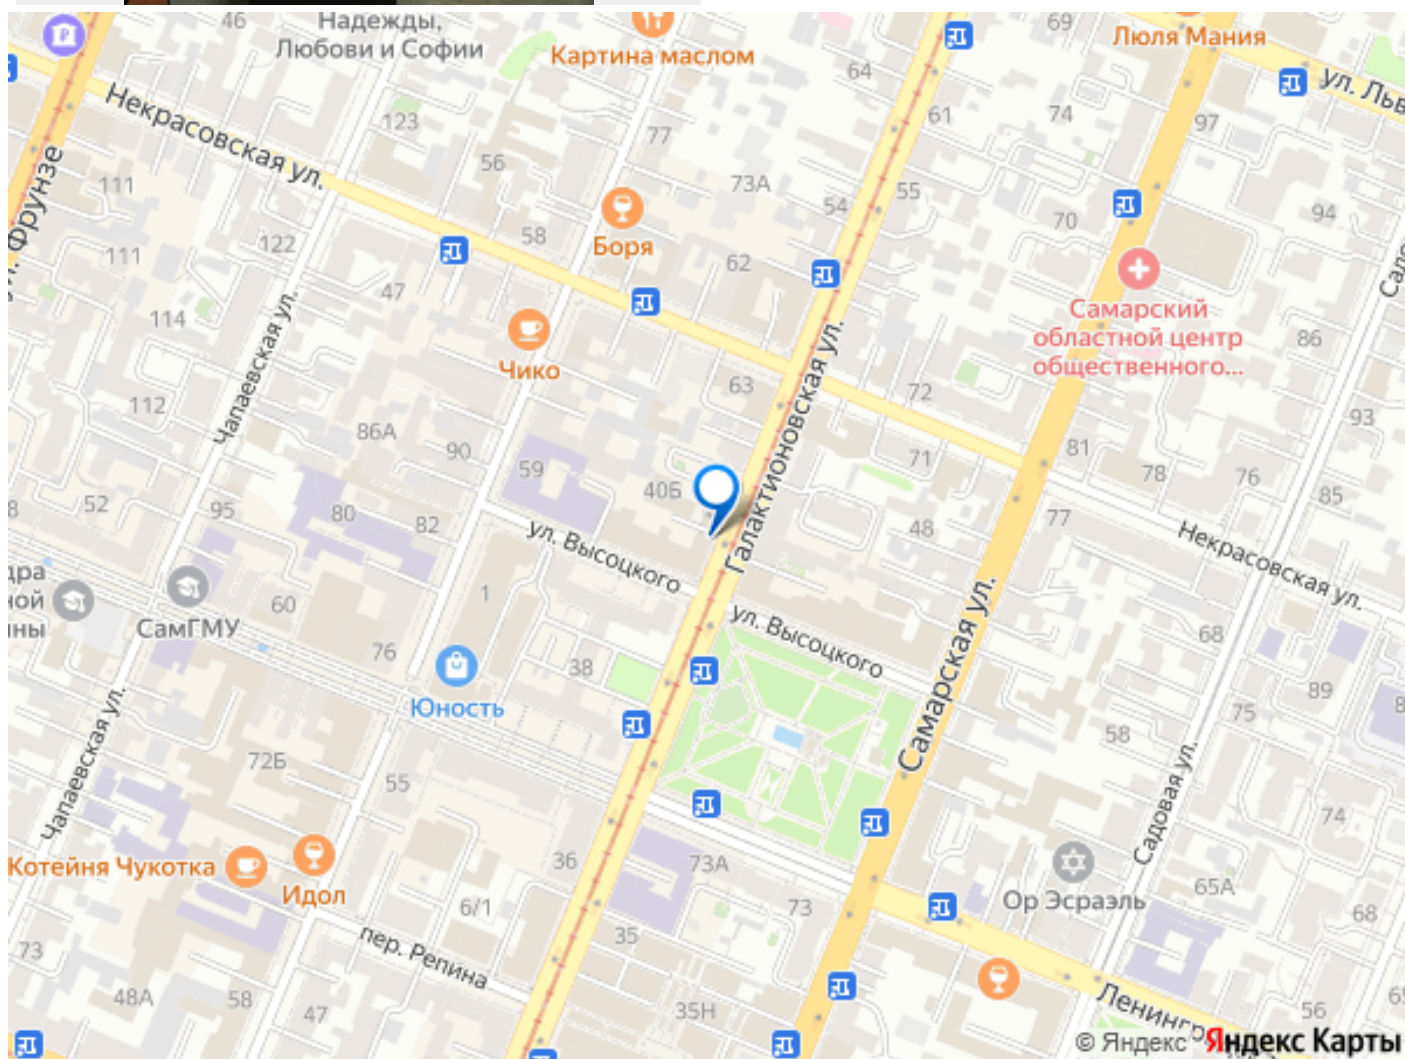 46
Надежды,
Любови и Софии
Картина маслом
69
Люля Мания
64
ул. Льв
Некрасовская ул.
123
77
61
74
97
56
ул. Фрунзе
111
73А
54
55
70
94
Боря
58
122
111
62
47
114
Чапаевская ул.
Самарский
областной центр
общественного...
86
Чико
63
Галактионовская ул.
72
112
86А
90
93
59
40Б
71
81
78
76
85
52
95
80
82
48
77
Некрасовская ул.
ул. Высоцкого
ной
ны
СамГМУ
60
1
ул. Высоцкого
68
76
38
Самарская ул.
89
Юность
75
Чапаевская ул.
58
72Б
55
Садовая ул.
74
Котейня Чукотка
Идол
36
73А
Ор Эсраэль
65А
6/1
73
68
35
73
пер. Репина
48А
58
47
35Н
Ленингр
56
© Яндекс Яндекс Карты